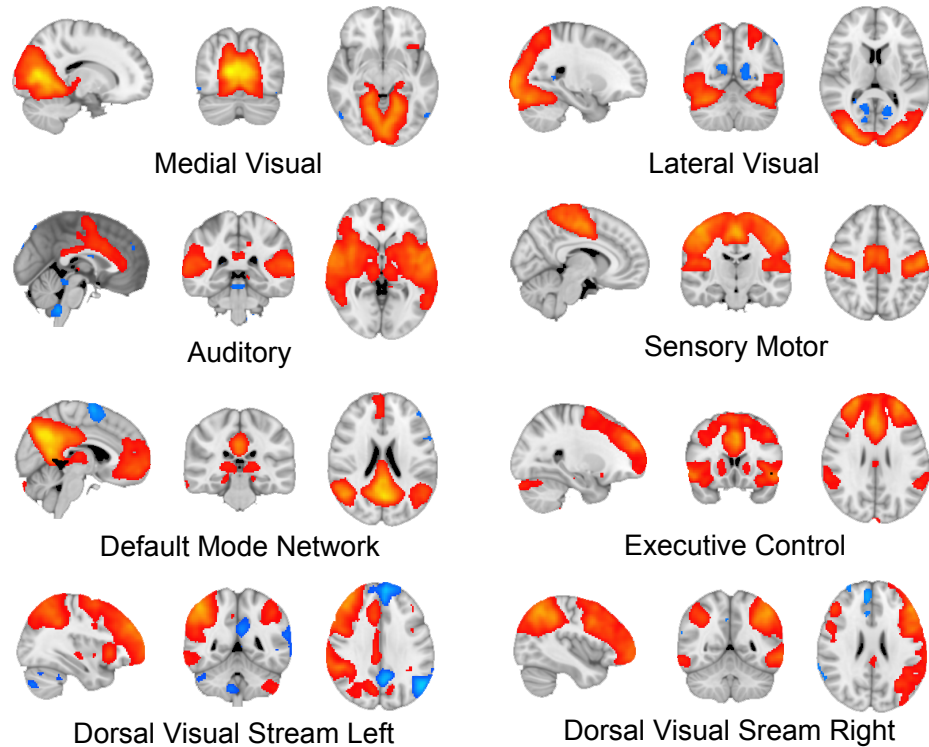 Medial Visual
Lateral Visual
Auditory
Sensory Motor
Default Mode Network
Executive Control
Dorsal Visual Stream Left
Dorsal Visual Sream Right